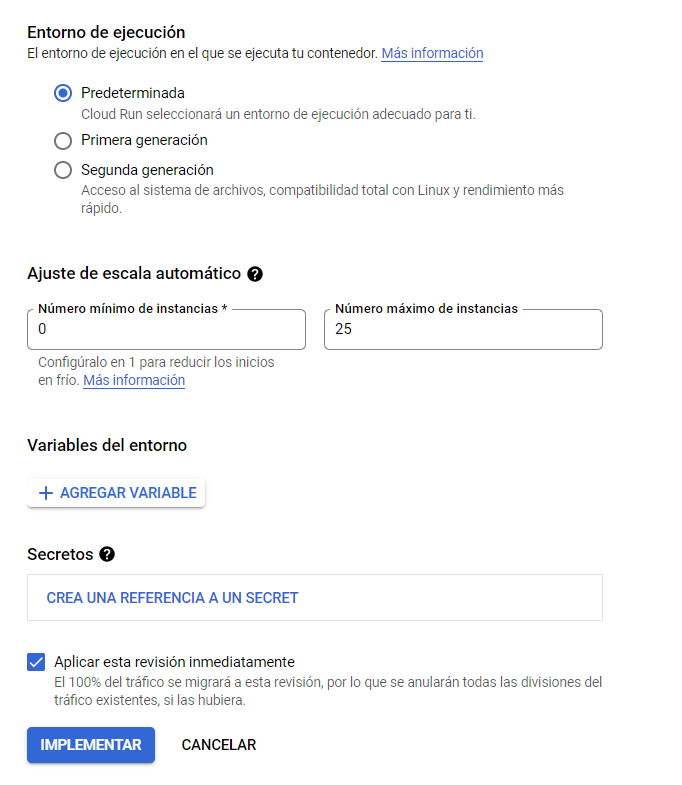 Entorno de ejecución
El entorno de ejecución en el que se ejecuta tu contenedor. Más información
Predeterminada
Cloud Run seleccionará un entorno de ejecución adecuado para ti.
Primera generación
Segunda generación
Acceso al sistema de archivos, compatibilidad total con Linux y rendimiento más
rápido.
Ajuste de escala automático ?
Número mínimo de instancias *
0
Número máximo de instancias
25
Configúralo en 1 para reducir los inicios
en frío. Más información
Variables del entorno
+ AGREGAR VARIABLE
Secretos ?
CREA UNA REFERENCIA A UN SECRET
Aplicar esta revisión inmediatamente
El 100% del tráfico se migrará a esta revisión, por lo que se anularán todas las divisiones del
tráfico existentes, si las hubiera.
IMPLEMENTAR
CANCELAR